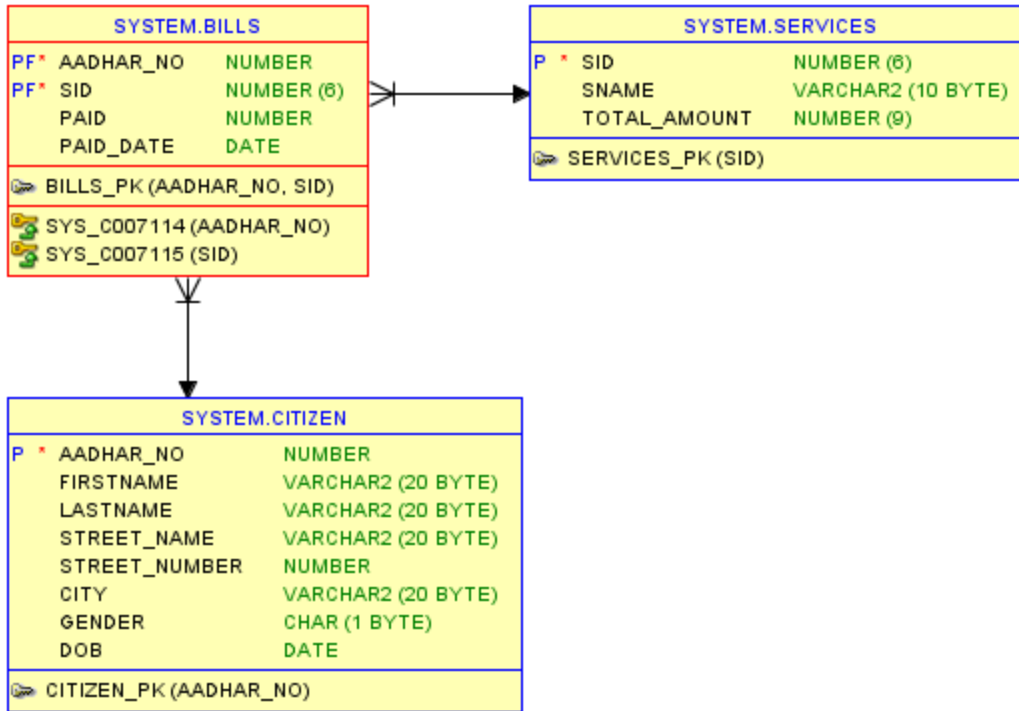 SYSTEM.BILLS
PF* AADHAR_NO NUMBER
PF* SID NUMBER (6)
PAID NUMBER
PAID_DATE DATE
BILLS_PK (AADHAR_NO, SID)
SYS_C007114 (AADHAR_NO)
SYS_C007115 (SID)
SYSTEM.SERVICES
P * SID NUMBER (6)
SNAME VARCHAR2 (10 BYTE)
TOTAL_AMOUNT NUMBER (9)
SERVICES_PK (SID)
SYSTEM.CITIZEN
P * AADHAR_NO NUMBER
FIRSTNAME VARCHAR2 (20 BYTE)
LASTNAME VARCHAR2 (20 BYTE)
STREET_NAME VARCHAR2 (20 BYTE)
STREET_NUMBER NUMBER
CITY VARCHAR2 (20 BYTE)
GENDER CHAR (1 BYTE)
DOB DATE
CITIZEN_PK (AADHAR_NO)